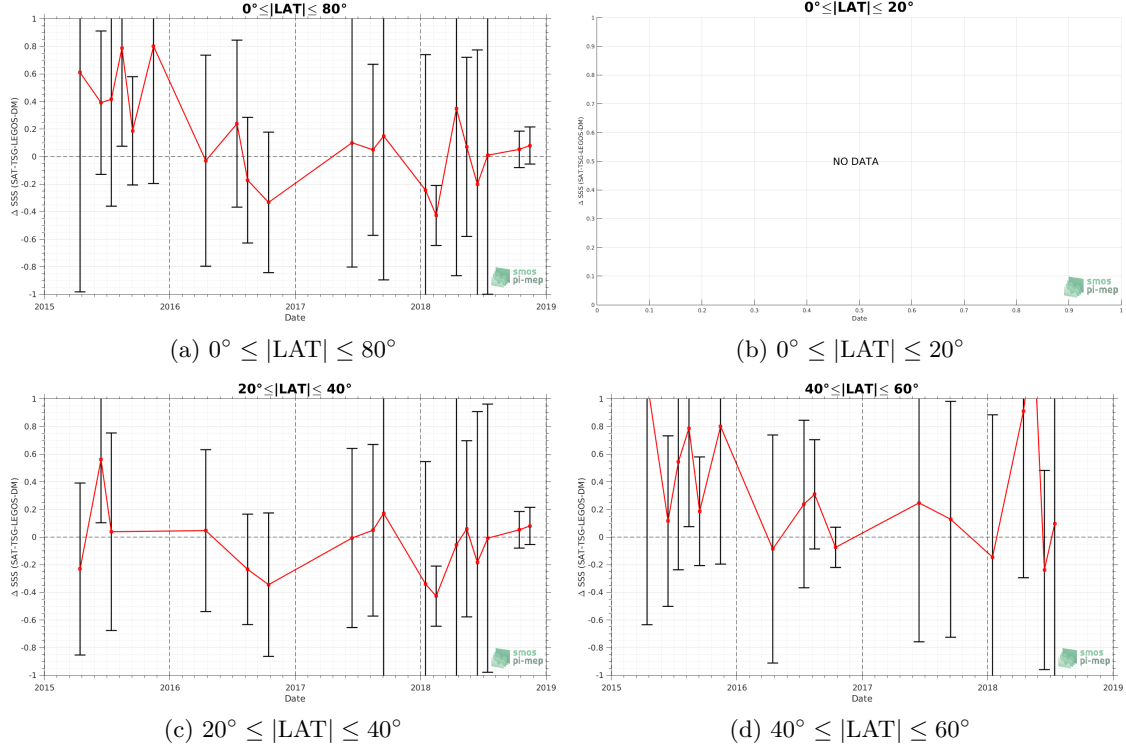 0°≤|LAT|≤ 80°
Δ SSS (SAT-TSG-LEGOS-DM)
1
0.8
0.6
0.4
0.2
0
-0.2
-0.4
-0.6
-0.8
-1
2015
2016
2017
2018
2019
Date
smos
pi-mep
(a) 0° ≤ |LAT| ≤ 80°
0°≤|LAT|≤ 20°
Δ SSS (SAT-TSG-LEGOS-DM)
1
0.9
0.8
0.7
0.6
0.5
0.4
0.3
0.2
0.1
0
NO DATA
0
0.1
0.2
0.3
0.4
0.5
0.6
0.7
0.8
0.9
1
Date
smos
pi-mep
(b) 0° ≤ |LAT| ≤ 20°
20°≤|LAT|≤ 40°
Δ SSS (SAT-TSG-LEGOS-DM)
1
0.8
0.6
0.4
0.2
0
-0.2
-0.4
-0.6
-0.8
-1
2015
2016
2017
2018
2019
Date
smos
pi-mep
(c) 20° ≤ |LAT| ≤ 40°
40°≤|LAT|≤ 60°
Δ SSS (SAT-TSG-LEGOS-DM)
1
0.8
0.6
0.4
0.2
0
-0.2
-0.4
-0.6
-0.8
-1
2015
2016
2017
2018
2019
Date
smos
pi-mep
(d) 40° ≤ |LAT| ≤ 60°